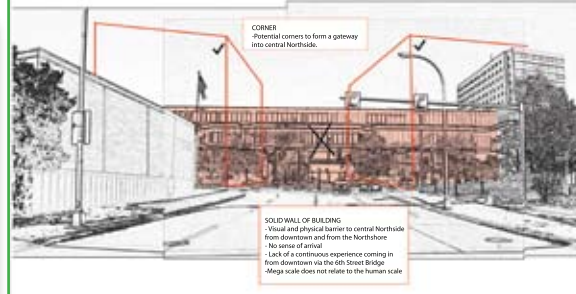 CORNER
-Potential corners to form a gateway
into central Northside.
SOLID WALL OF BUILDING
- Visual and physical barrier to central Northside
from downtown and from the Northshore
- No sense of arrival
- Lack of a continuous experience coming in
from downtown via the 6th Street Bridge
-Mega scale does not relate to the human scale